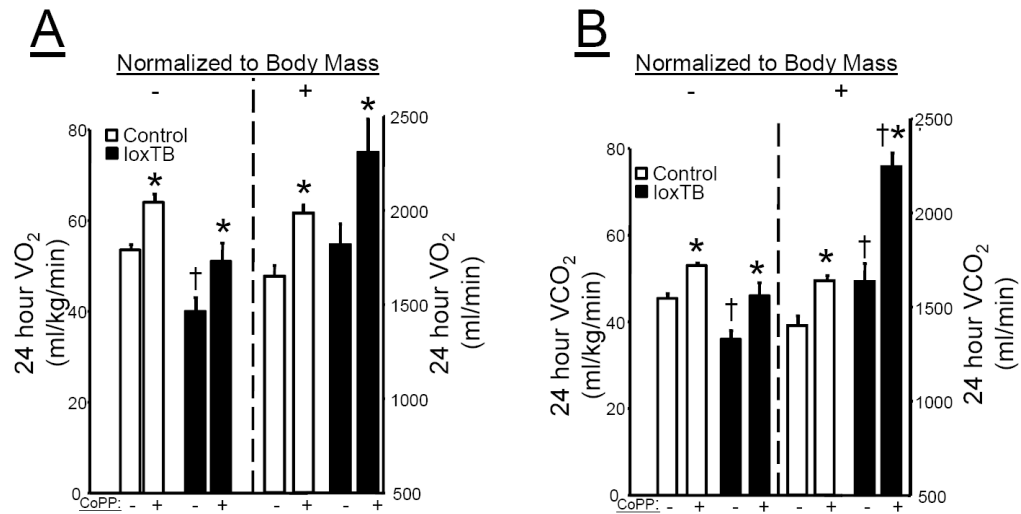 A
Normalized to Body Mass
- +
80
60
40
20
0
2500
2000
1500
1000
500
Control
loxTB
* † * * *
24 hour VO2
(ml/kg/min)
24 hour VO2
(ml/min)
CoPP: - + - + - + - +
B
Normalized to Body Mass
- +
80
60
40
20
0
2500
2000
1500
1000
500
Control
loxTB
* † * * † †*
24 hour VCO2
(ml/kg/min)
24 hour VCO2
(ml/min)
CoPP: - + - + - + - +